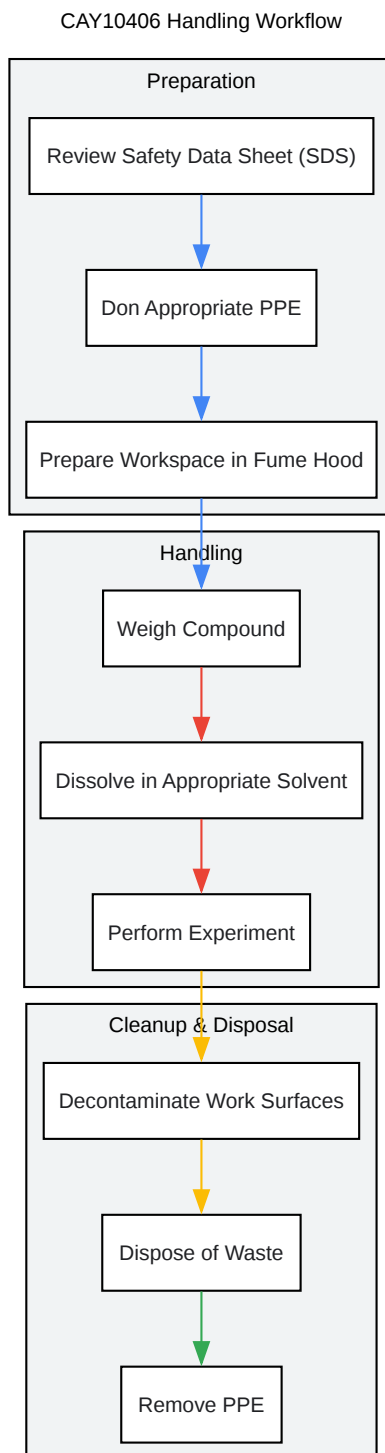 CAY10406 Handling Workflow
Preparation
Review Safety Data Sheet (SDS)
Don Appropriate PPE
Prepare Workspace in Fume Hood
Handling
Weigh Compound
Dissolve in Appropriate Solvent
Perform Experiment
Cleanup & Disposal
Decontaminate Work Surfaces
Dispose of Waste
Remove PPE